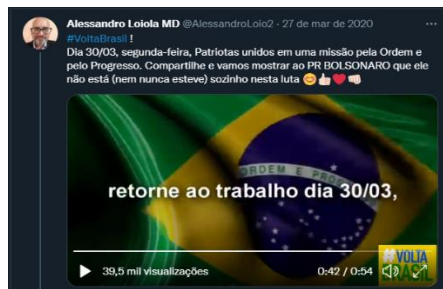 Alessandro Loiola MD @AlessandroLoio2 · 27 de mar de 2020 ...
#VoltaBrasil !
Dia 30/03, segunda-feira, Patriotas unidos em uma missão pela Ordem e
pelo Progresso. Compartilhe e vamos mostrar ao PR BOLSONARO que ele
não está (nem nunca esteve) sozinho nesta luta 😊👍❤️👊
ORDEM E PROGRESSO
retorne ao trabalho dia 30/03,
39,5 mil visualizações
0:42 / 0:54
#VOLTA
BRASIL